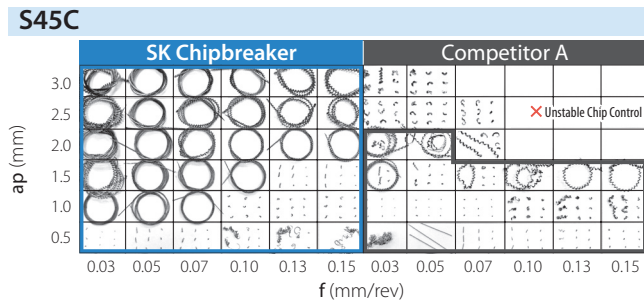 S45C
SK Chipbreaker Competitor A
3.0
2.5
✕ Unstable Chip Control
2.0
1.5
1.0
0.5
ap (mm)
0.03 0.05 0.07 0.10 0.13 0.15 0.03 0.05 0.07 0.10 0.13 0.15
f (mm/rev)